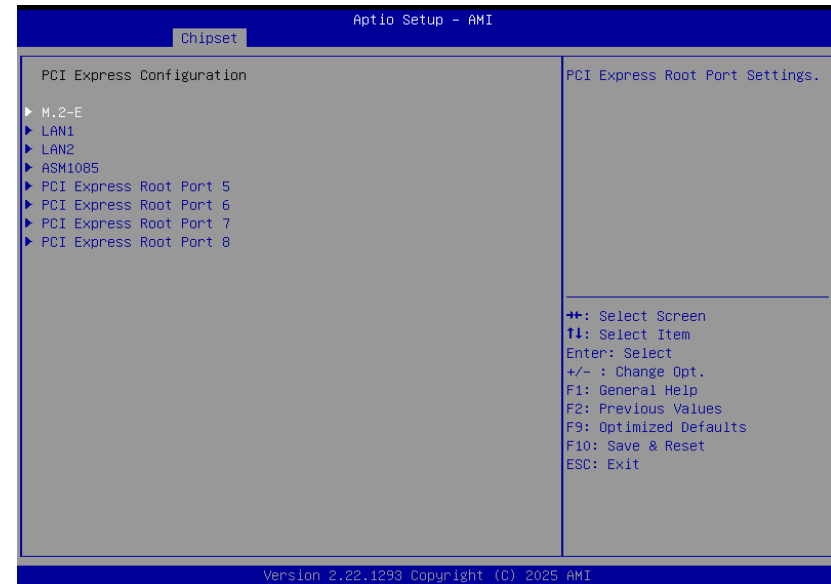 Aptio Setup - AMI
Chipset
PCI Express Configuration
M.2-E
LAN1
LAN2
ASM1085
PCI Express Root Port 5
PCI Express Root Port 6
PCI Express Root Port 7
PCI Express Root Port 8
PCI Express Root Port Settings.
→←: Select Screen
↑↓: Select Item
Enter: Select
+/- : Change Opt.
F1: General Help
F2: Previous Values
F9: Optimized Defaults
F10: Save & Reset
ESC: Exit
Version 2.22.1293 Copyright (C) 2025 AMI